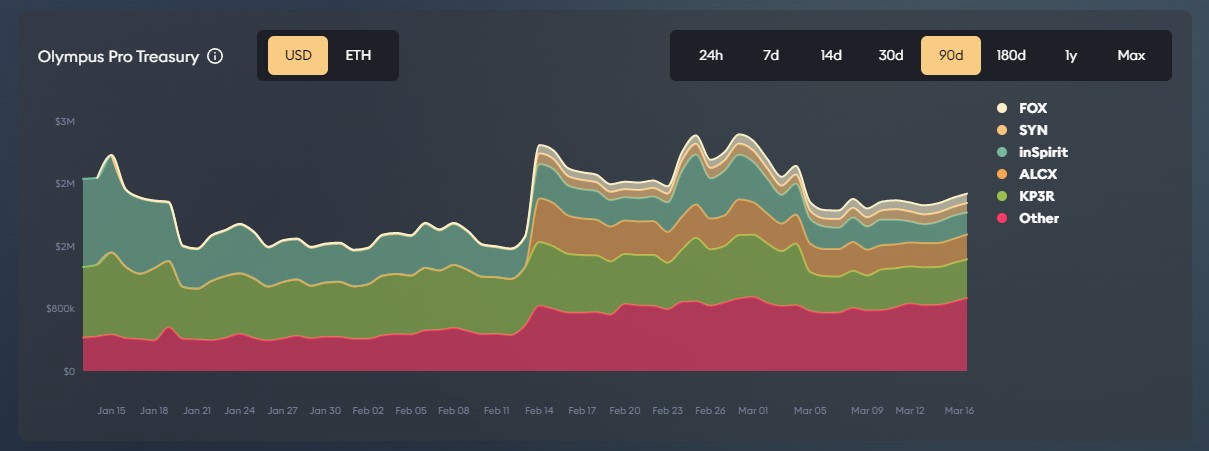 Olympus Pro Treasury
USD ETH
24h 7d 14d 30d 90d 180d 1y Max
$3M
$2M
$2M
$800k
$0
Jan 15 Jan 18 Jan 21 Jan 24 Jan 27 Jan 30 Feb 02 Feb 05 Feb 08 Feb 11 Feb 14 Feb 17 Feb 20 Feb 23 Feb 26 Mar 01 Mar 05 Mar 09 Mar 12 Mar 16
FOX
SYN
inSpirit
ALCX
KP3R
Other